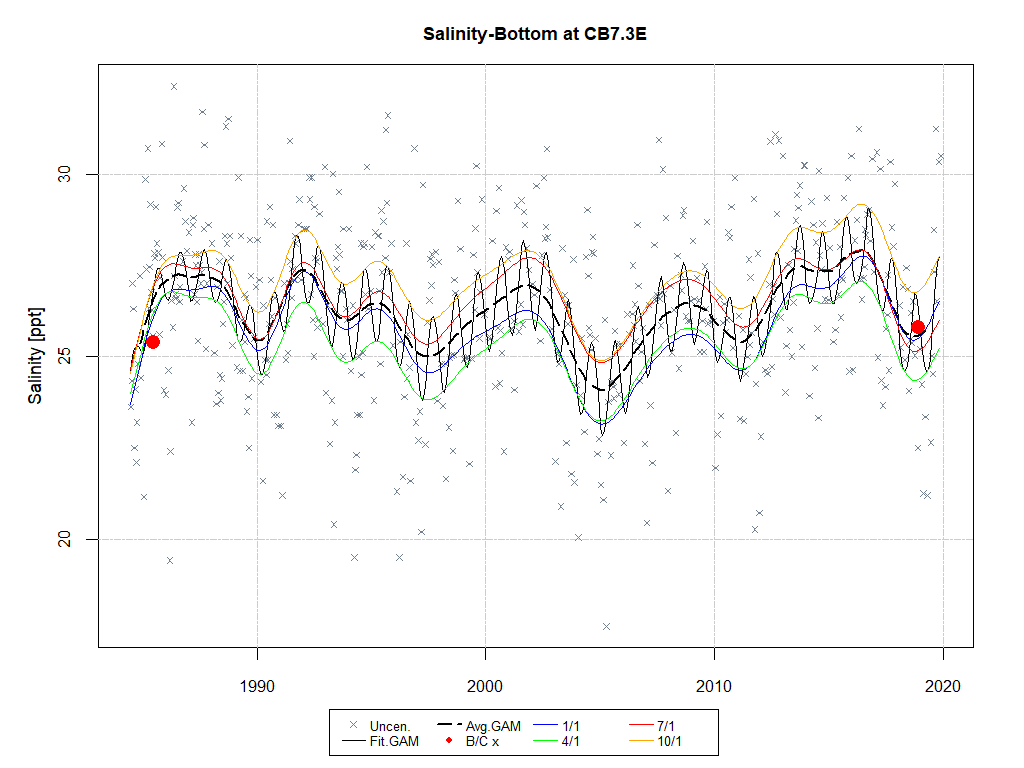 Salinity-Bottom at CB7.3E
Salinity [ppt]
30
25
20
1990 2000 2010 2020
Uncen. Avg.GAM 1/1 7/1
Fit.GAM B/C x 4/1 10/1